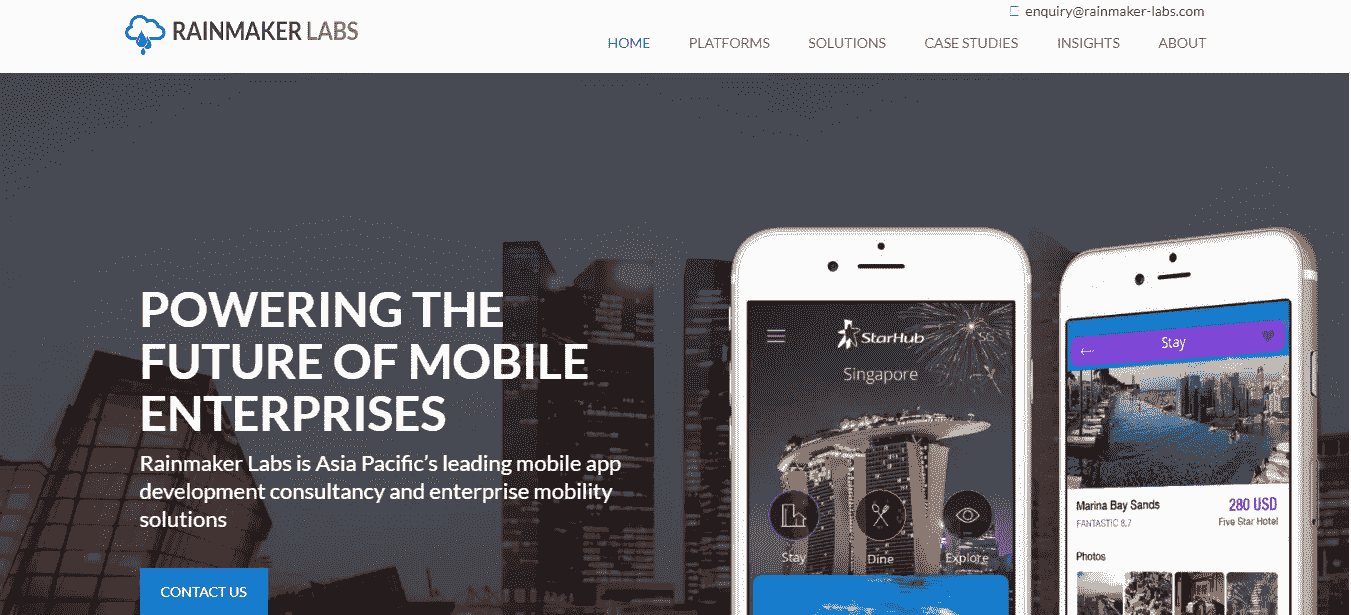 RAINMAKER LABS
enquiry@rainmaker-labs.com
HOME PLATFORMS SOLUTIONS CASE STUDIES INSIGHTS ABOUT
POWERING THE
FUTURE OF MOBILE
ENTERPRISES
Rainmaker Labs is Asia Pacific's leading mobile app
development consultancy and enterprise mobility
solutions
CONTACT US
StarHub
SG
Singapore
Stay Dine Explore
Stay
Marina Bay Sands 280 USD
FANTASTIC 8.7 Five Star Hotel
Photos